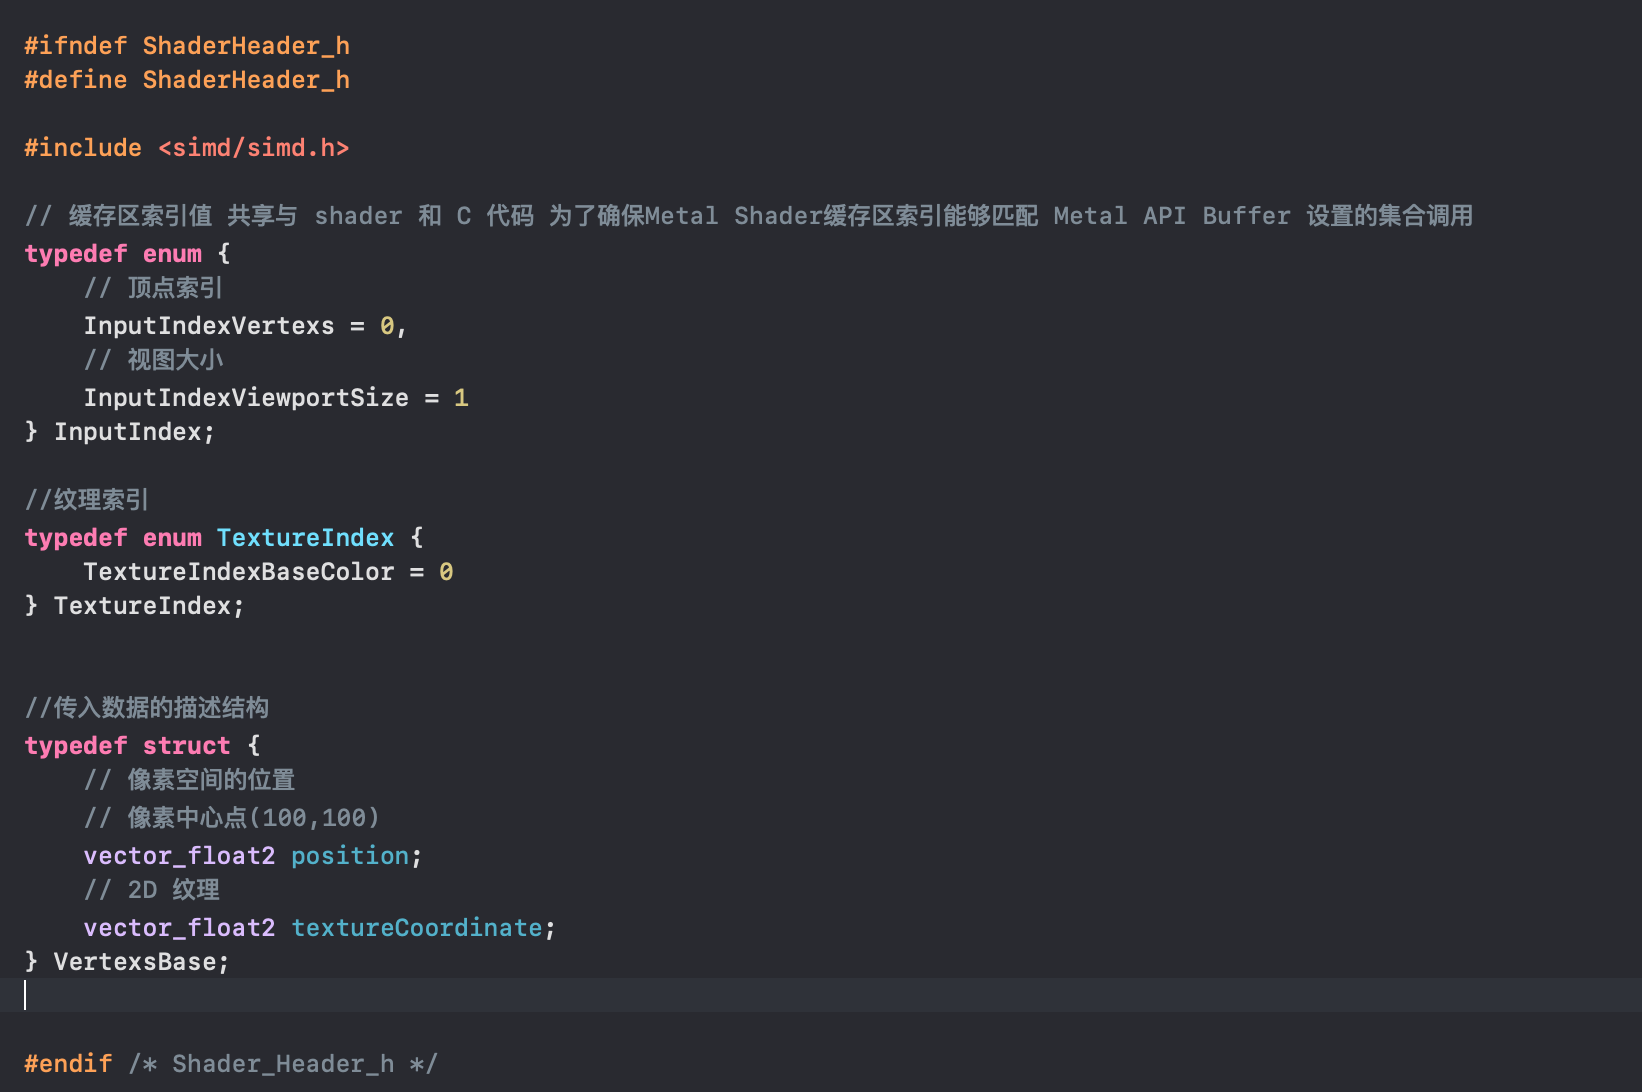 #ifndef ShaderHeader_h
#define ShaderHeader_h
#include <simd/simd.h>
// 缓存区索引值 共享与 shader 和 C 代码 为了确保Metal Shader缓存区索引能够匹配 Metal API Buffer 设置的集合调用
typedef enum {
    // 顶点索引
    InputIndexVertexs = 0,
    // 视图大小
    InputIndexViewportSize = 1
} InputIndex;
//纹理索引
typedef enum TextureIndex {
    TextureIndexBaseColor = 0
} TextureIndex;
//传入数据的描述结构
typedef struct {
    // 像素空间的位置
    // 像素中心点(100,100)
    vector_float2 position;
    // 2D 纹理
    vector_float2 textureCoordinate;
} VertexsBase;
#endif /* Shader_Header_h */